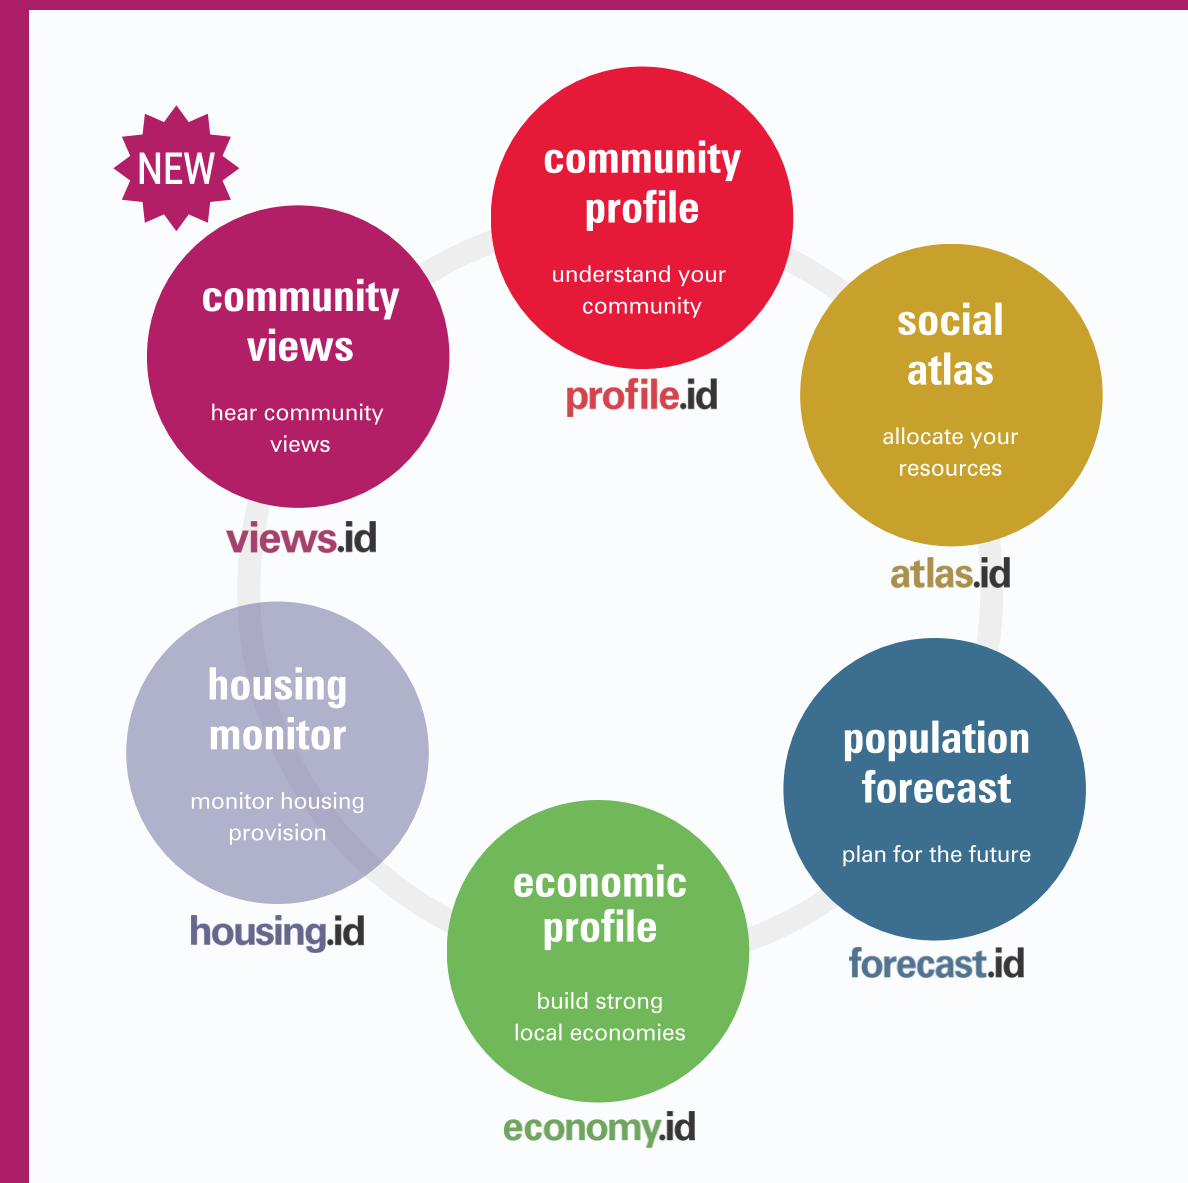 NEW
community
views
hear community
views
views.id
community
profile
understand your
community
profile.id
social
atlas
allocate your
resources
atlas.id
population
forecast
plan for the future
forecast.id
economic
profile
build strong
local economies
economy.id
housing
monitor
monitor housing
provision
housing.id